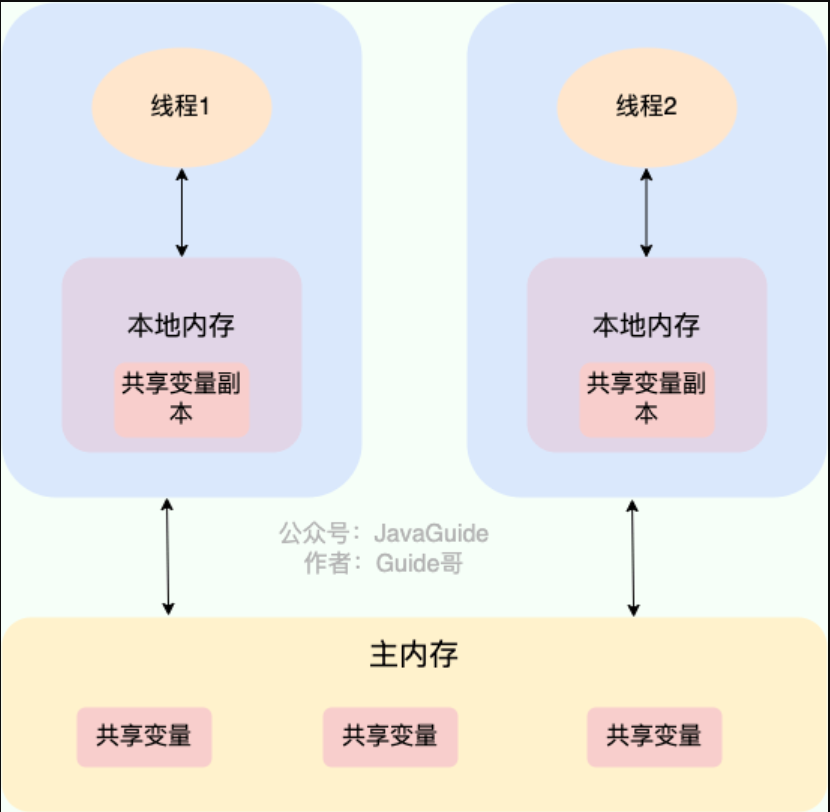 线程1
线程2
本地内存
共享变量副
本
本地内存
共享变量副
本
公众号：JavaGuide
作者：Guide哥
主内存
共享变量
共享变量
共享变量